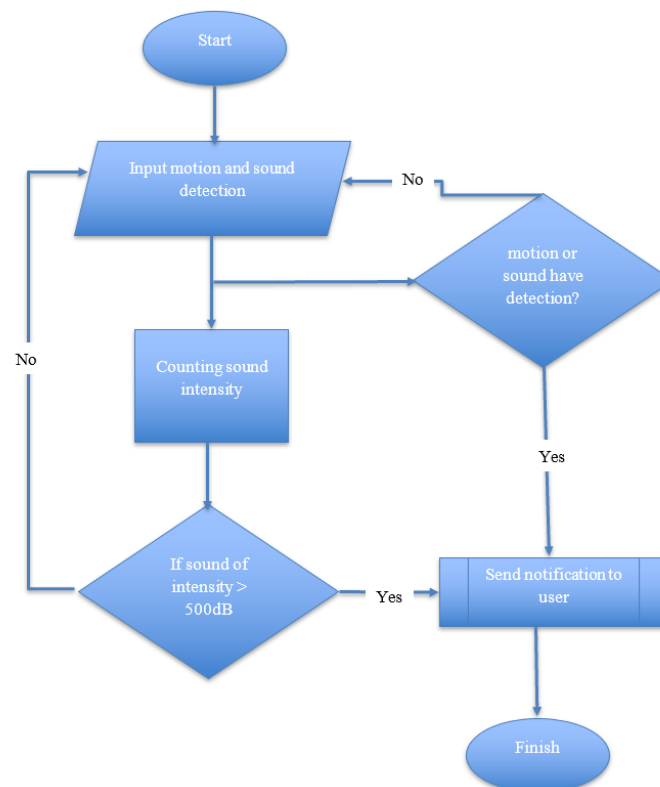 Start
Input motion and sound
detection
No
motion or
sound have
detection?
No
Counting sound
intensity
Yes
If sound of
intensity >
500dB
Yes
Send notification to
user
Finish